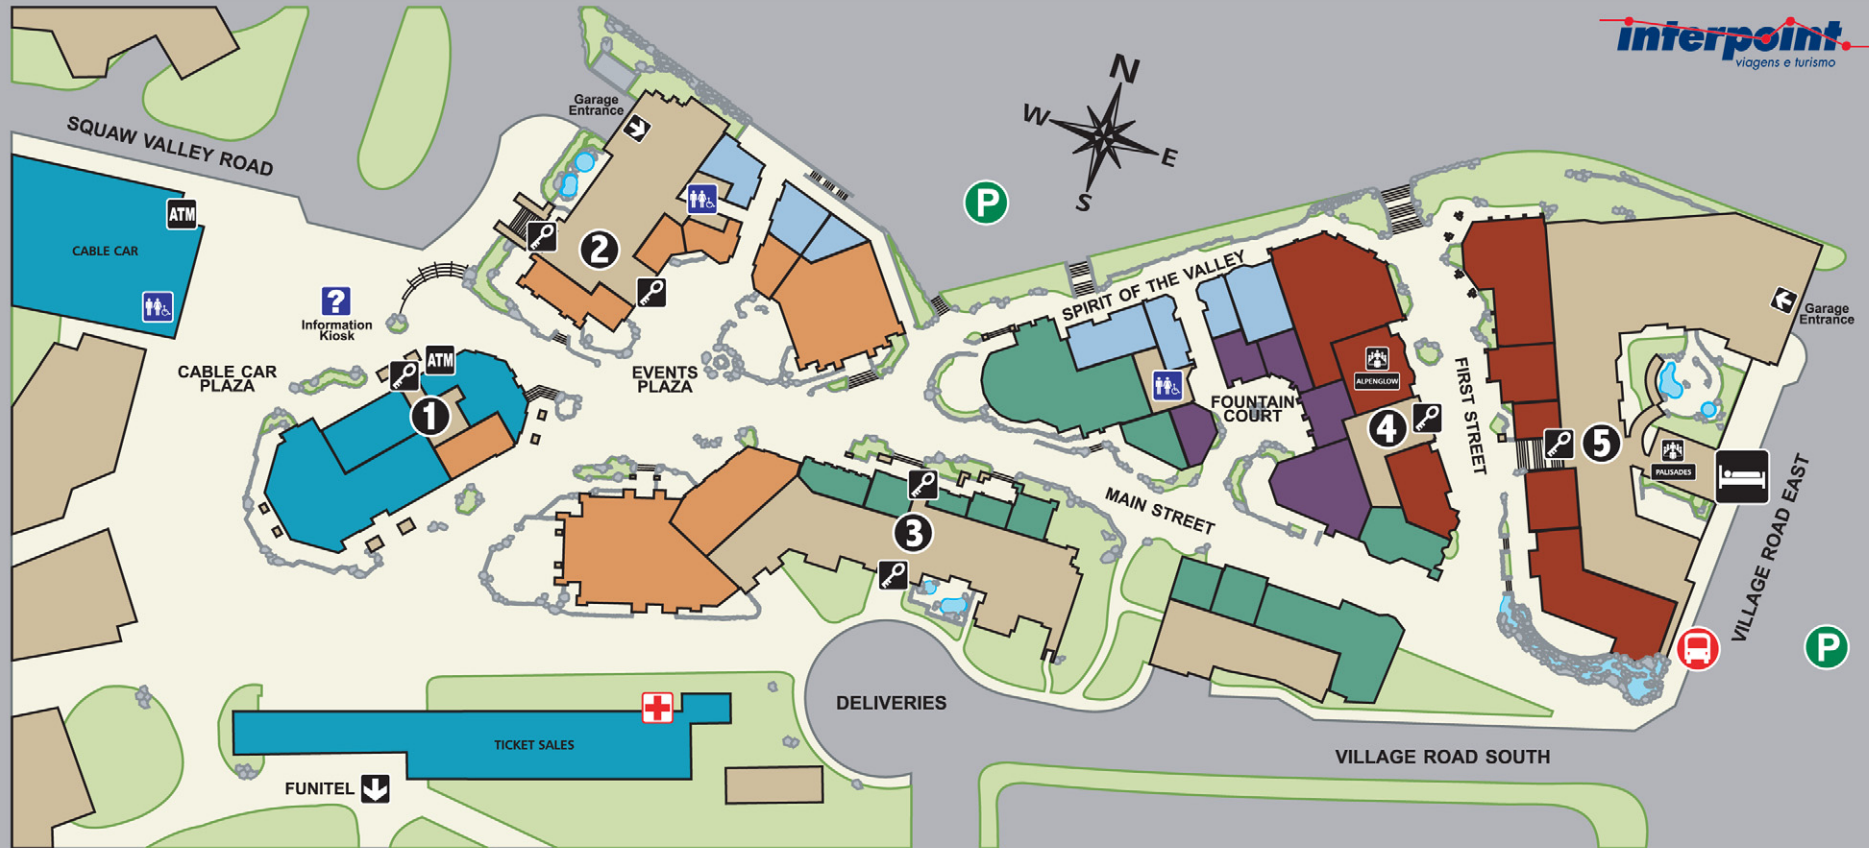 interpoint
viagens e turismo
N
W
E
S
Garage
Entrance
SQUAW VALLEY ROAD
ATM
CABLE CAR
P
2
?
Information
Kiosk
SPIRIT OF THE VALLEY
Garage
Entrance
CABLE CAR
PLAZA
ATM
EVENTS
PLAZA
ALPENGLOW
FIRST STREET
1
FOUNTAIN
COURT
4
5
PALISADES
MAIN STREET
3
VILLAGE ROAD EAST
P
DELIVERIES
TICKET SALES
VILLAGE ROAD SOUTH
FUNITEL